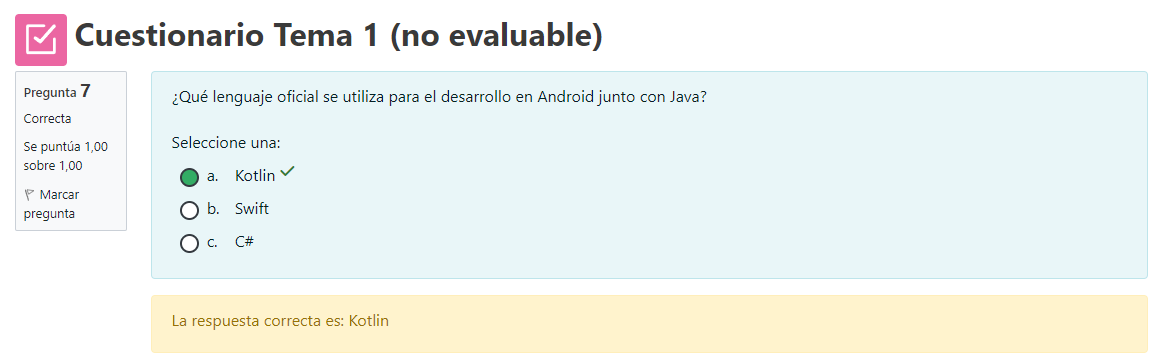 Cuestionario Tema 1 (no evaluable)
Pregunta 7
Correcta
Se puntúa 1,00
sobre 1,00
Marcar
pregunta
¿Qué lenguaje oficial se utiliza para el desarrollo en Android junto con Java?
Seleccione una:
a. Kotlin
b. Swift
c. C#
La respuesta correcta es: Kotlin